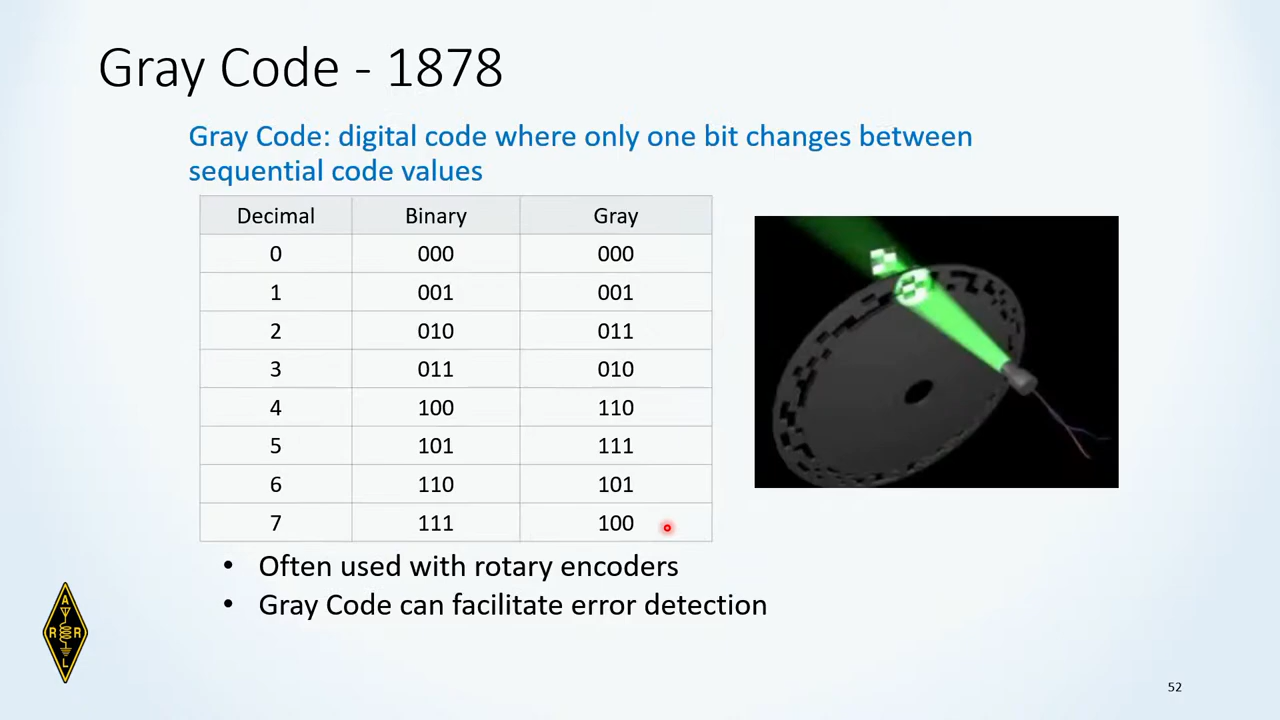 Gray Code - 1878
Gray Code: digital code where only one bit changes between
sequential code values
Decimal Binary Gray
0 000 000
1 001 001
2 010 011
3 011 010
4 100 110
5 101 111
6 110 101
7 111 100
• Often used with rotary encoders
• Gray Code can facilitate error detection
A
R R
L
52